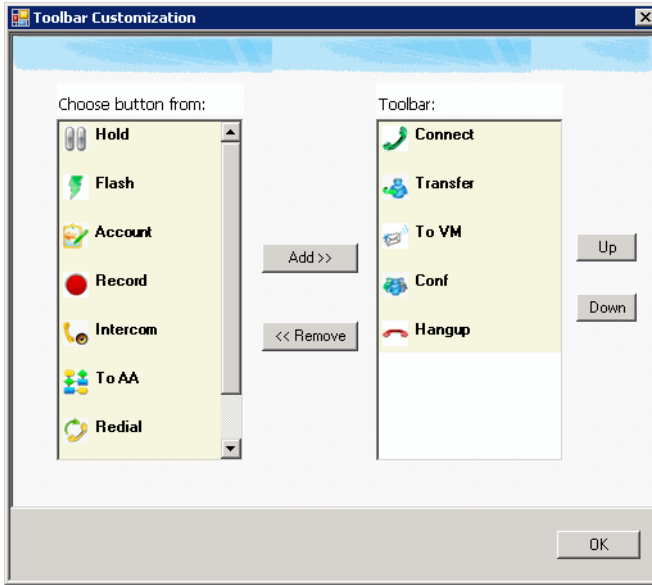 Toolbar Customization
Choose button from:
Hold
Flash
Account
Record
Intercom
To AA
Redial
Add >>
<< Remove
Toolbar:
Connect
Transfer
To VM
Conf
Hangup
Up
Down
OK